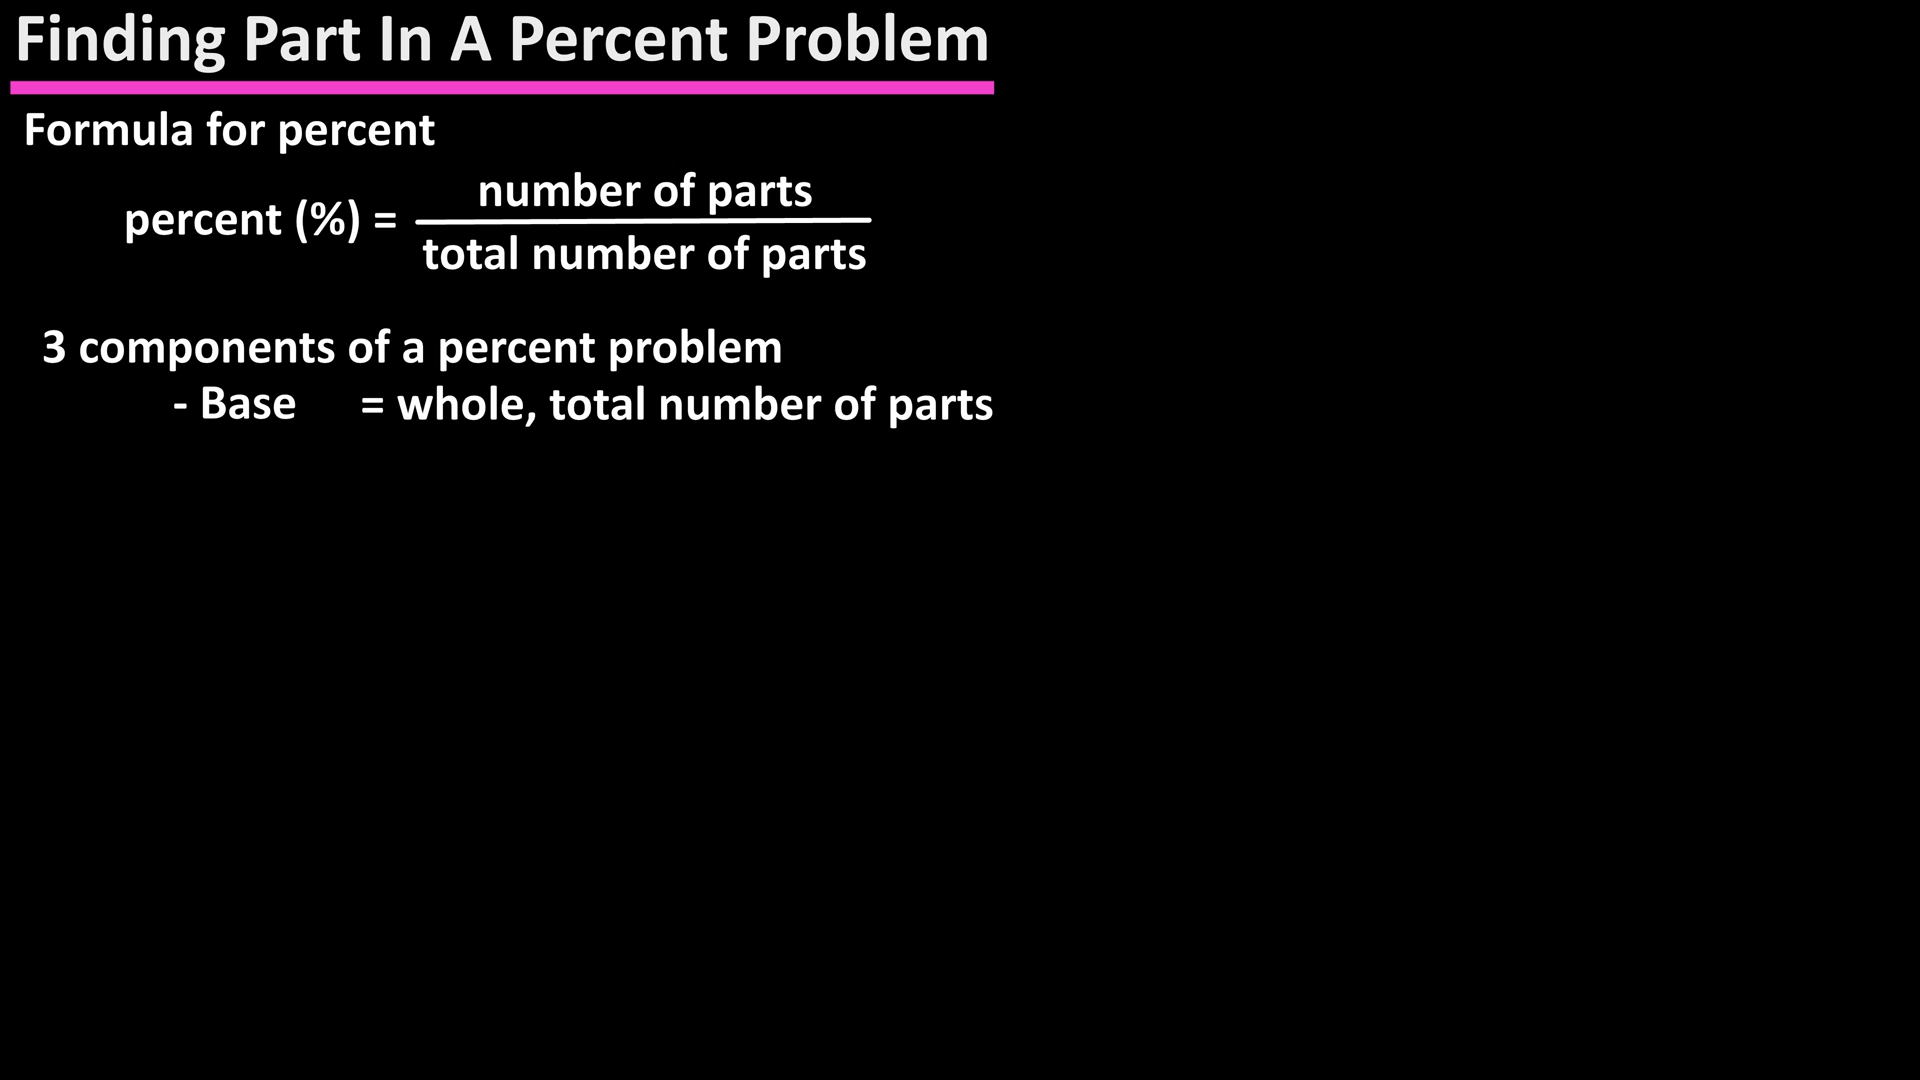 Finding Part In A Percent Problem
Formula for percent
percent (%) = number of parts
total number of parts
3 components of a percent problem
- Base = whole, total number of parts